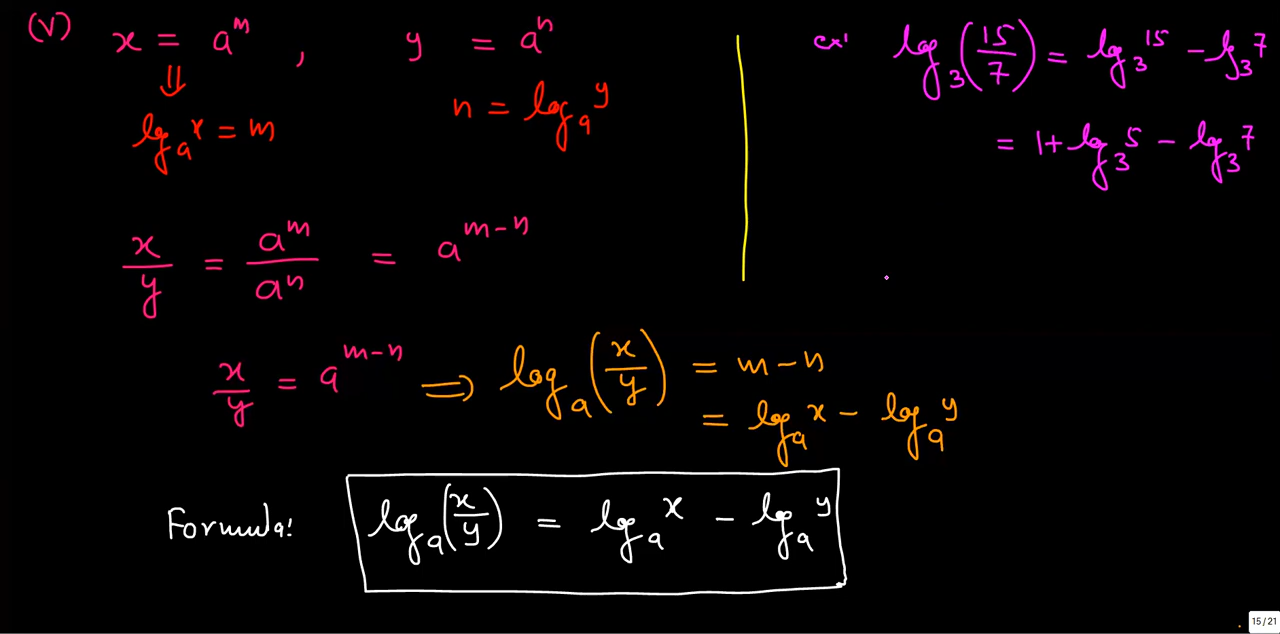 (V) x = a^m , y = a^n
⇓
log_a x = m n = log_a y
x/y = a^m/a^n = a^(m-n)
x/y = a^(m-n) ⟹ log_a (x/y) = m-n
= log_a x - log_a y
Formula: log_a (x/y) = log_a x - log_a y
ex: log_3 (15/7) = log_3 15 - log_3 7
= 1 + log_3 5 - log_3 7
15 / 21